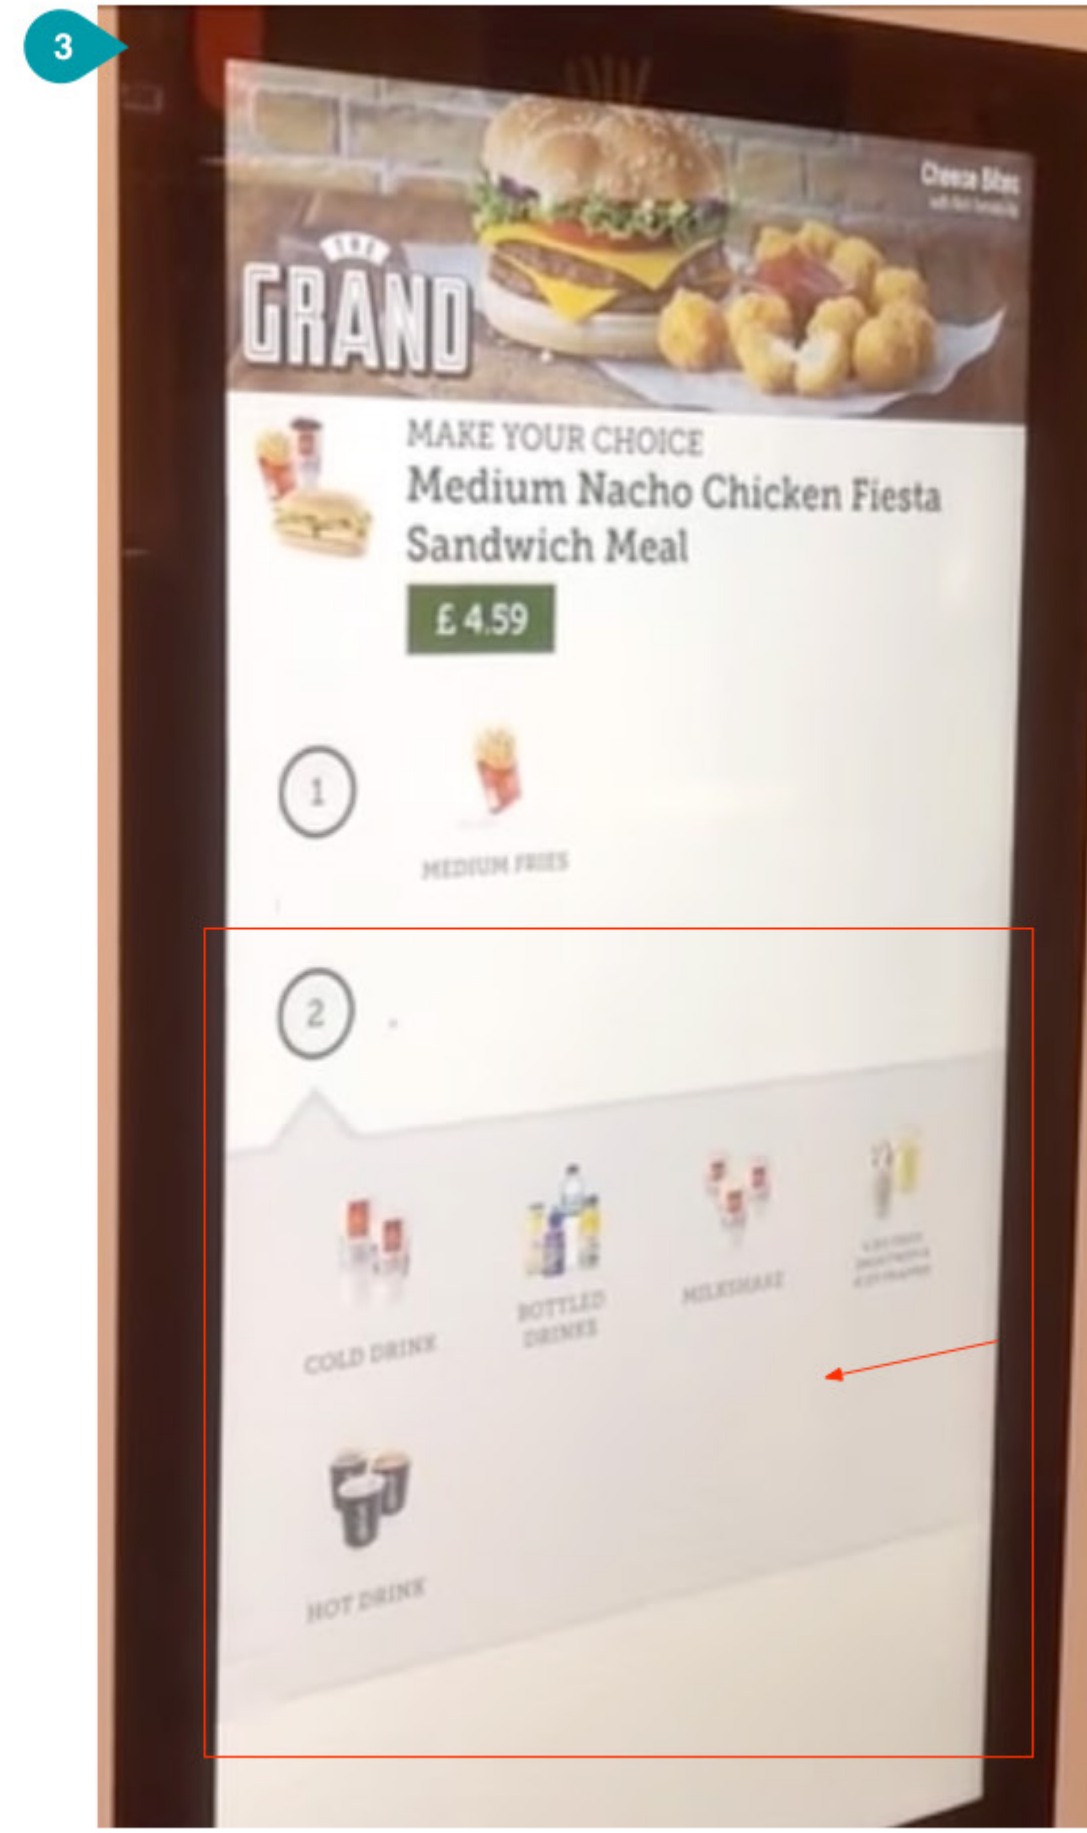 3
THE
GRAND
Cheese Bites
MAKE YOUR CHOICE
Medium Nacho Chicken Fiesta
Sandwich Meal
£ 4.59
1
MEDIUM FRIES
2
COLD DRINK
BOTTLED
DRINKS
MILKSHAKE
HOT DRINK